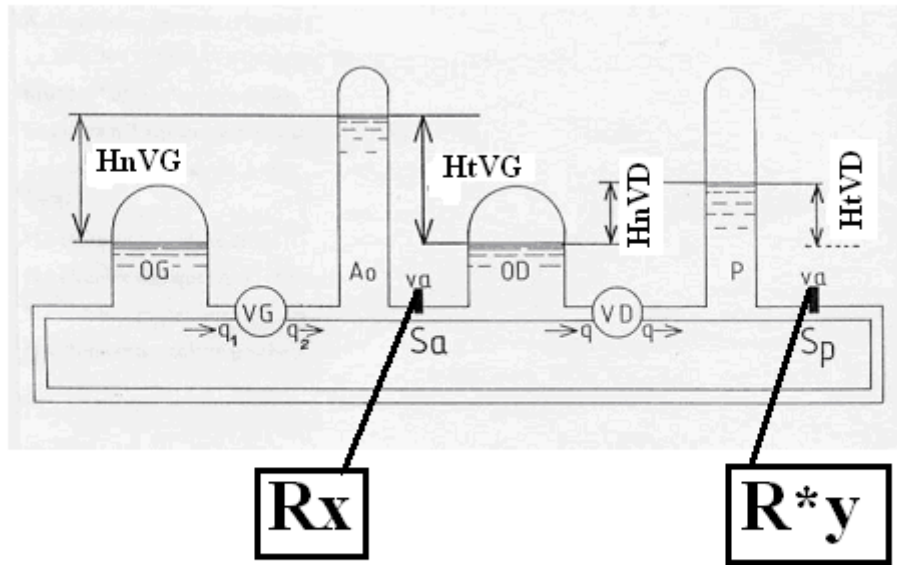 HnVG
HtVG
HnVD
HtVD
OG
Ao
va
OD
P
va
VG
VD
q₁
q₂
Sa
q
q
Sp
Rx
R*y